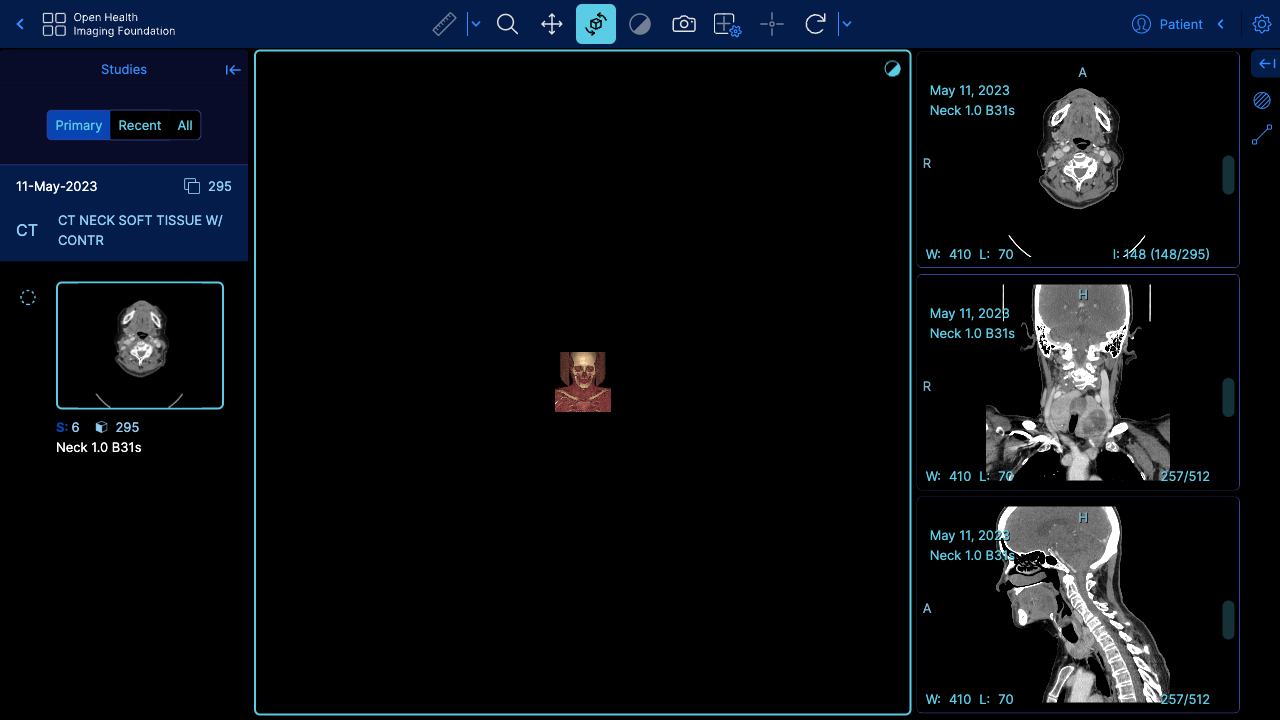 Open Health
Imaging Foundation
Patient
Studies
Primary
Recent
All
11-May-2023
295
CT
CT NECK SOFT TISSUE W/
CONTR
S: 6
295
Neck 1.0 B31s
A
May 11, 2023
Neck 1.0 B31s
R
W: 410 L: 70
I: 148 (148/295)
H
May 11, 2023
Neck 1.0 B31s
R
W: 410 L: 70
257/512
H
May 11, 2023
Neck 1.0 B31s
A
W: 410 L: 70
257/512